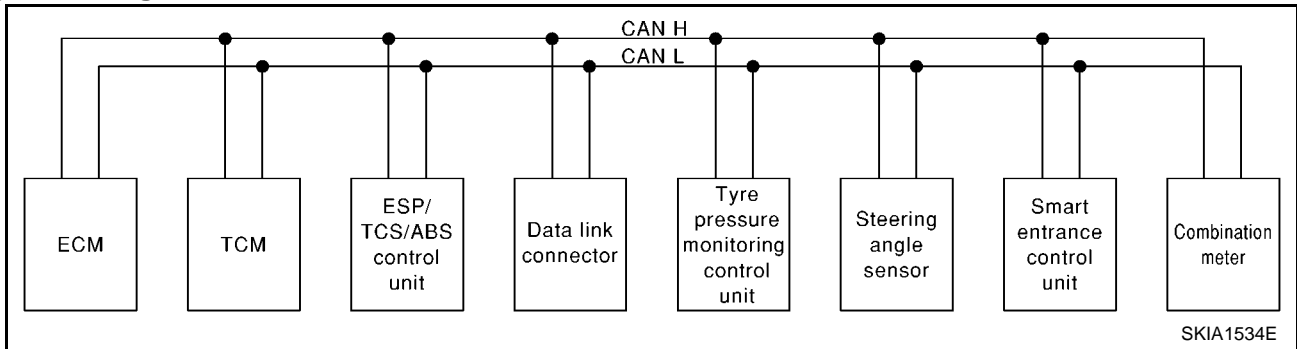 CAN H
CAN L
ECM
TCM
ESP/
TCS/ABS
control
unit
Data link
connector
Tyre
pressure
monitoring
control
unit
Steering
angle
sensor
Smart
entrance
control
unit
Combination
meter
SKIA1534E